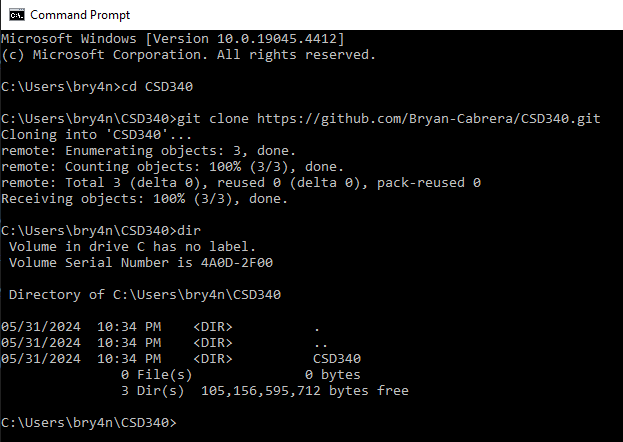 Command Prompt
Microsoft Windows [Version 10.0.19045.4412]
(c) Microsoft Corporation. All rights reserved.
C:\Users\bry4n>cd CSD340
C:\Users\bry4n\CSD340>git clone https://github.com/Bryan-Cabrera/CSD340.git
Cloning into 'CSD340'...
remote: Enumerating objects: 3, done.
remote: Counting objects: 100% (3/3), done.
remote: Total 3 (delta 0), reused 0 (delta 0), pack-reused 0
Receiving objects: 100% (3/3), done.
C:\Users\bry4n\CSD340>dir
Volume in drive C has no label.
Volume Serial Number is 4A0D-2F00
Directory of C:\Users\bry4n\CSD340
05/31/2024  10:34 PM    <DIR>          .
05/31/2024  10:34 PM    <DIR>          ..
05/31/2024  10:34 PM    <DIR>          CSD340
0 File(s)              0 bytes
3 Dir(s)  105,156,595,712 bytes free
C:\Users\bry4n\CSD340>